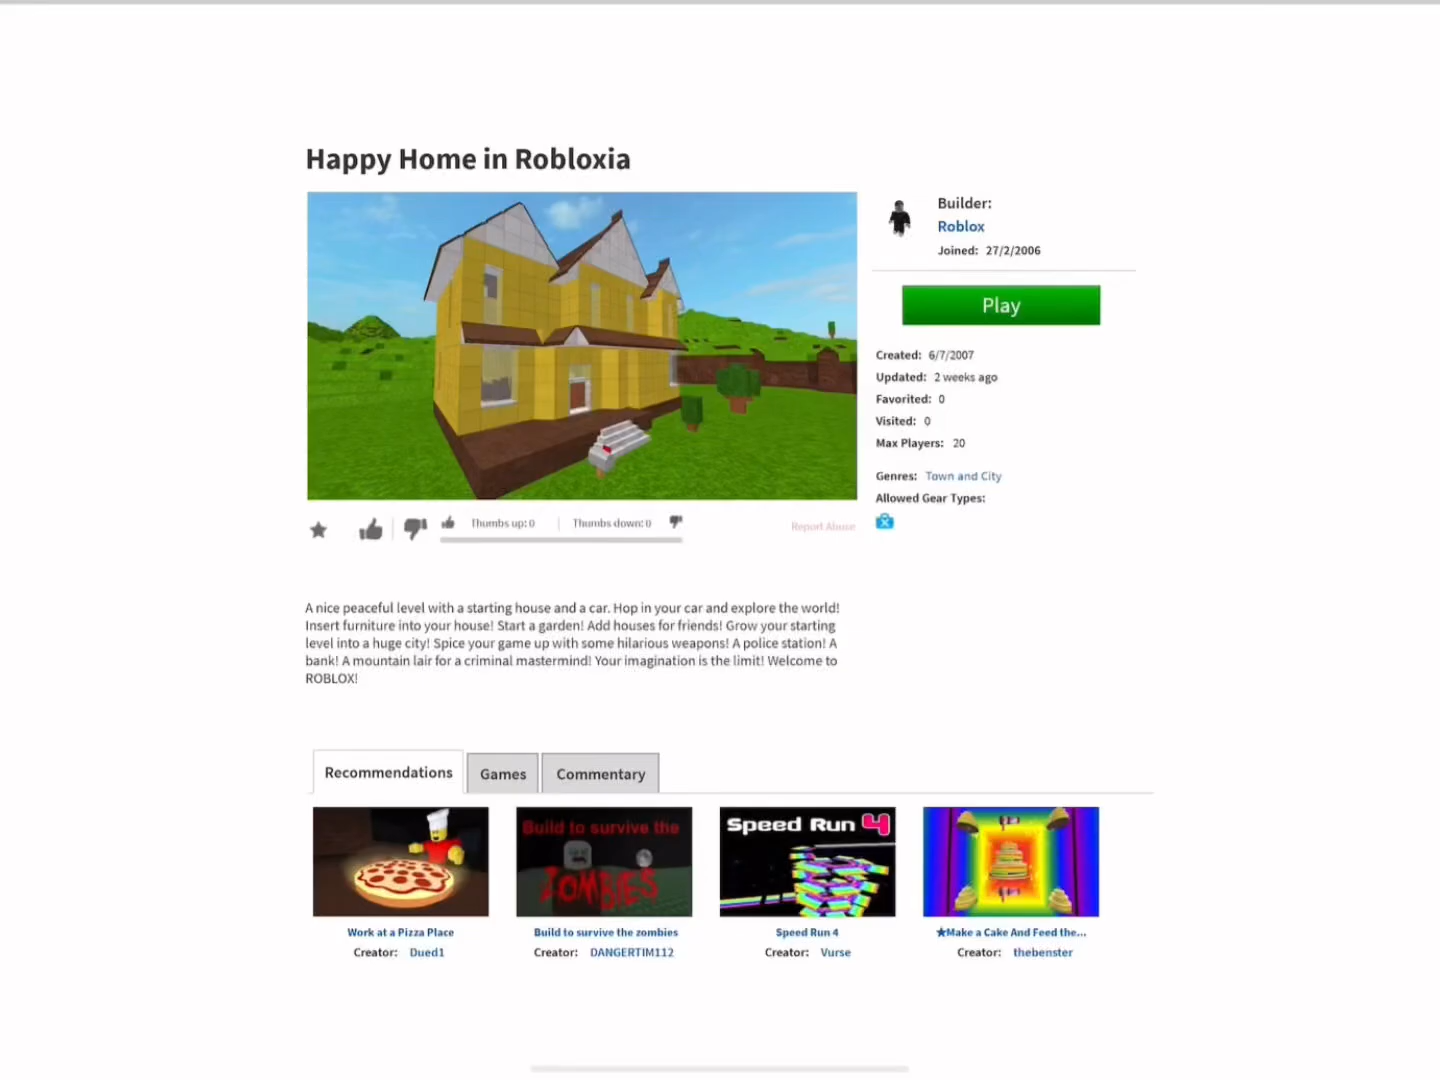 Happy Home in Robloxia
Builder:
Roblox
Joined: 27/2/2006
Play
Created: 6/7/2007
Updated: 2 weeks ago
Favorited: 0
Visited: 0
Max Players: 20
Genres: Town and City
Allowed Gear Types:
Thumbs up: 0 | Thumbs down: 0
Report Abuse
A nice peaceful level with a starting house and a car. Hop in your car and explore the world!
Insert furniture into your house! Start a garden! Add houses for friends! Grow your starting
level into a huge city! Spice your game up with some hilarious weapons! A police station! A
bank! A mountain lair for a criminal mastermind! Your imagination is the limit! Welcome to
ROBLOX!
Recommendations Games Commentary
Build to survive the
ZOMBIES
Speed Run 4
Work at a Pizza Place
Creator: Dued1
Build to survive the zombies
Creator: DANGERTIM112
Speed Run 4
Creator: Vurse
★Make a Cake And Feed the...
Creator: thebenster